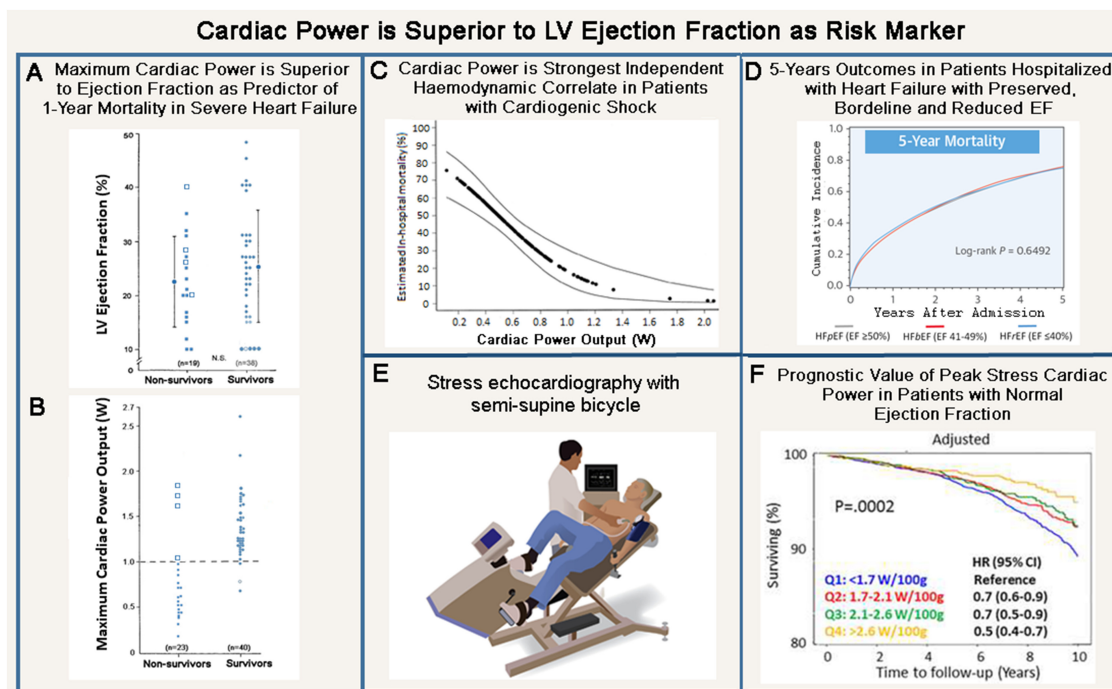 Cardiac Power is Superior to LV Ejection Fraction as Risk Marker
A
Maximum Cardiac Power is Superior
to Ejection Fraction as Predictor of
1-Year Mortality in Severe Heart Failure
LV Ejection Fraction (%)
50
40
30
20
10
0
(n=19)
N.S.
(n=38)
Non-survivors
Survivors
B
Maximum Cardiac Power Output (W)
2.7
2.2
1.7
1.5
1.0
0.5
0
(n=23)
(n=40)
Non-survivors
Survivors
C
Cardiac Power is Strongest Independent
Haemodynamic Correlate in Patients
with Cardiogenic Shock
Estimated In-hospital mortality (%)
100
90
80
70
60
50
40
30
20
10
0
0.2 0.4 0.6 0.8 1.0 1.2 1.4 1.6 1.8 2.0
Cardiac Power Output (W)
D
5-Years Outcomes in Patients Hospitalized
with Heart Failure with Preserved,
Bordeline and Reduced EF
5-Year Mortality
Cumulative Incidence
1.0
0.8
0.6
0.4
0.2
0.0
Log-rank P = 0.6492
0 1 2 3 4 5
Years After Admission
HFpEF (EF ≥50%) HFbEF (EF 41-49%) HFrEF (EF ≤40%)
E
Stress echocardiography with
semi-supine bicycle
F
Prognostic Value of Peak Stress Cardiac
Power in Patients with Normal
Ejection Fraction
Adjusted
Surviving (%)
100
90
80
P=.0002
HR (95% CI)
Q1: <1.7 W/100g Reference
Q2: 1.7-2.1 W/100g 0.7 (0.6-0.9)
Q3: 2.1-2.6 W/100g 0.7 (0.5-0.9)
Q4: >2.6 W/100g 0.5 (0.4-0.7)
0 2 4 6 8 10
Time to follow-up (Years)